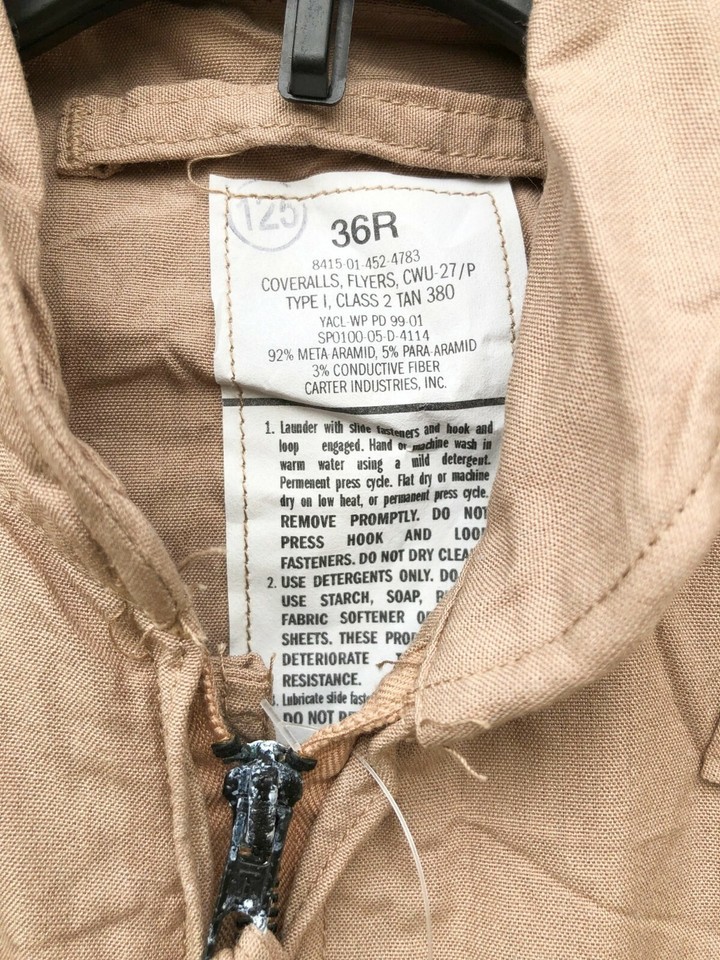 125
36R
8415-01-452-4783
COVERALLS, FLYERS, CWU-27/P
TYPE I, CLASS 2 TAN 380
YACL-WP PD 99-01
SP0100-05-D-4114
92% META-ARAMID, 5% PARA-ARAMID
3% CONDUCTIVE FIBER
CARTER INDUSTRIES, INC.
1. Launder with slide fasteners and hook and
loop engaged. Hand or machine wash in
warm water using a mild detergent.
Permenent press cycle. Flat dry or machine
dry on low heat, or permanent press cycle.
REMOVE PROMPTLY. DO NOT
PRESS HOOK AND LOOP
FASTENERS. DO NOT DRY CLEA
2. USE DETERGENTS ONLY. DO
USE STARCH, SOAP,
FABRIC SOFTENER
SHEETS. THESE
DETERIORATE
RESISTANCE.
3. Lubricate slide
DO NOT